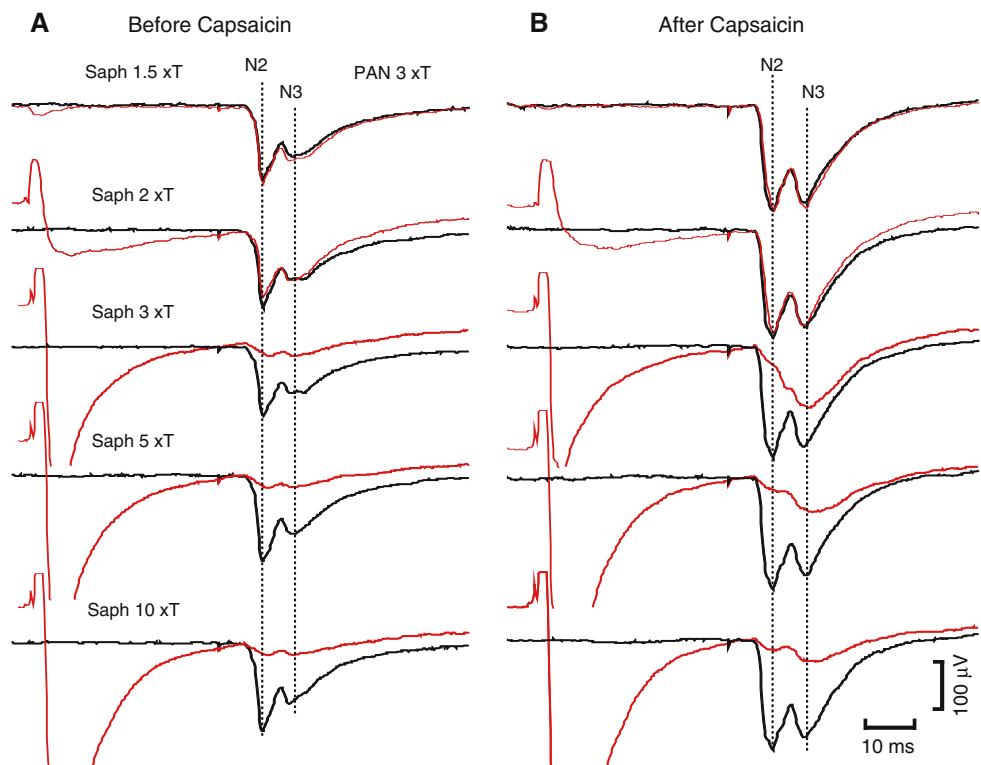 A Before Capsaicin
Saph 1.5 xT
N2
PAN 3 xT
N3
Saph 2 xT
Saph 3 xT
Saph 5 xT
Saph 10 xT
B After Capsaicin
N2
N3
100 µV
10 ms